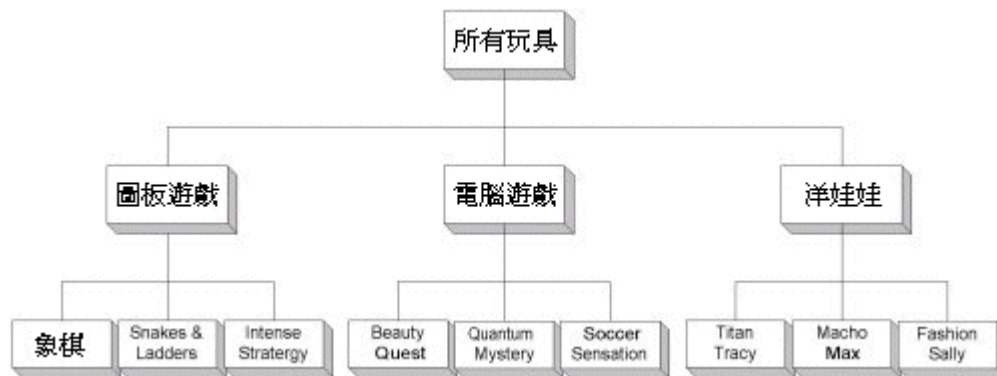 所有玩具
圖板遊戲
電腦遊戲
洋娃娃
象棋
Snakes &
Ladders
Intense
Stratergy
Beauty
Quest
Quantum
Mystery
Soccer
Sensation
Titan
Tracy
Macho
Max
Fashion
Sally